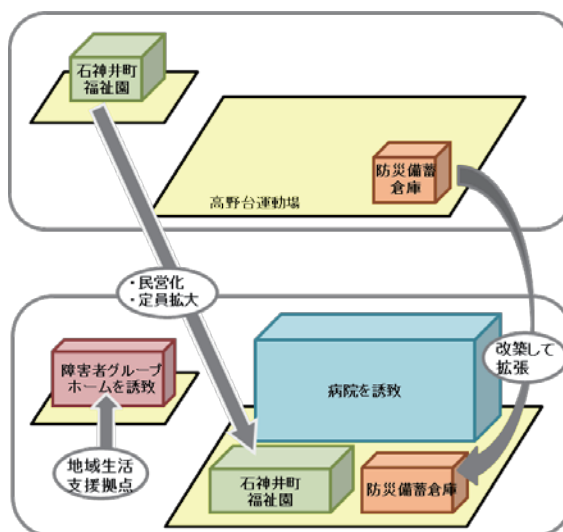 石神井町
福祉園
防災備蓄
倉庫
高野台運動場
・民営化
・定員拡大
改築して
拡張
障害者グループ
ホームを誘致
病院を誘致
地域生活
支援拠点
石神井町
福祉園
防災備蓄倉庫